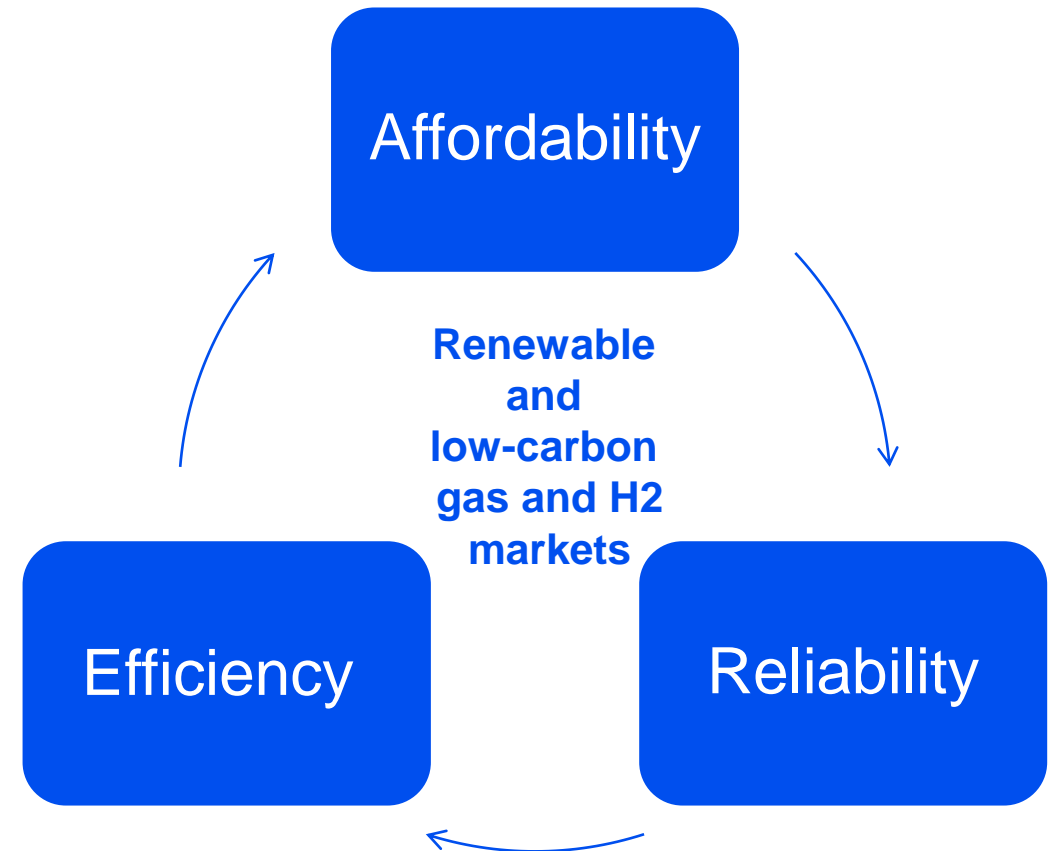 Affordability
Renewable
and
low-carbon
gas and H2
markets
Efficiency
Reliability